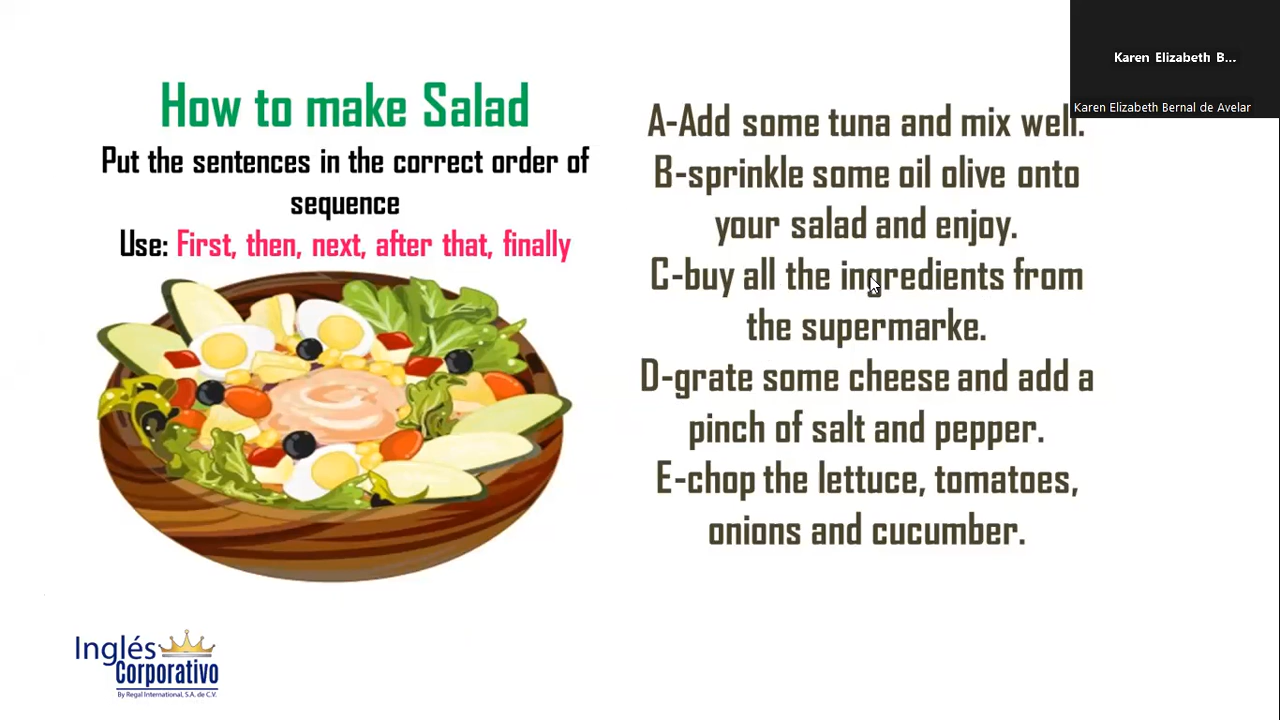 Karen Elizabeth B...
Karen Elizabeth Bernal de Avelar
How to make Salad
Put the sentences in the correct order of
sequence
Use: First, then, next, after that, finally
A-Add some tuna and mix well.
B-sprinkle some oil olive onto
your salad and enjoy.
C-buy all the ingredients from
the supermarke.
D-grate some cheese and add a
pinch of salt and pepper.
E-chop the lettuce, tomatoes,
onions and cucumber.
Inglés
Corporativo
By Regal International, S.A. de C.V.